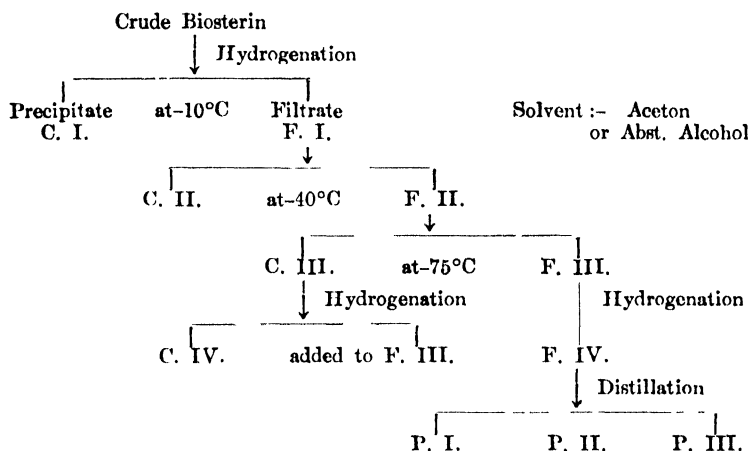 Crude Biosterin
Hydrogenation
Precipitate at-10°C Filtrate Solvent :- Aceton
C. I. F. I. or Abst. Alcohol
C. II. at-40°C F. II.
C. III. at-75°C F. III.
Hydrogenation Hydrogenation
C. IV. added to F. III. F. IV.
Distillation
P. I. P. II. P. III.